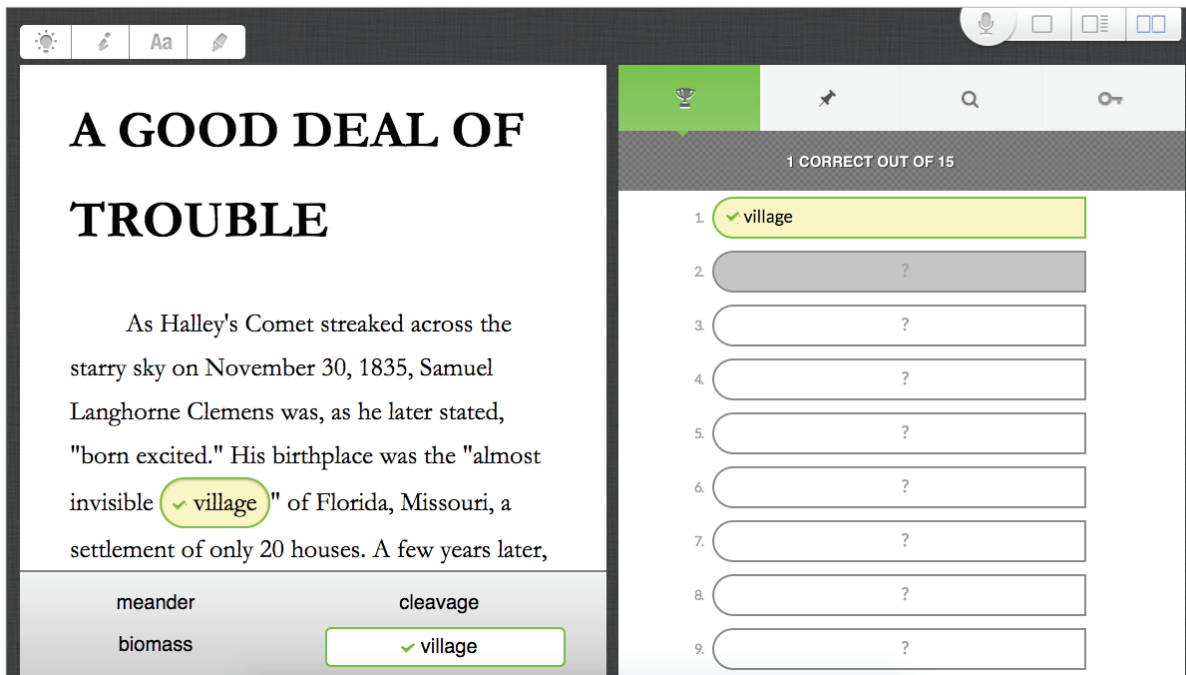 Aa
A GOOD DEAL OF
TROUBLE
As Halley's Comet streaked across the
starry sky on November 30, 1835, Samuel
Langhorne Clemens was, as he later stated,
"born excited." His birthplace was the "almost
invisible village" of Florida, Missouri, a
settlement of only 20 houses. A few years later,
meander
cleavage
biomass
village
1 CORRECT OUT OF 15
1. village
2. ?
3. ?
4. ?
5. ?
6. ?
7. ?
8. ?
9. ?